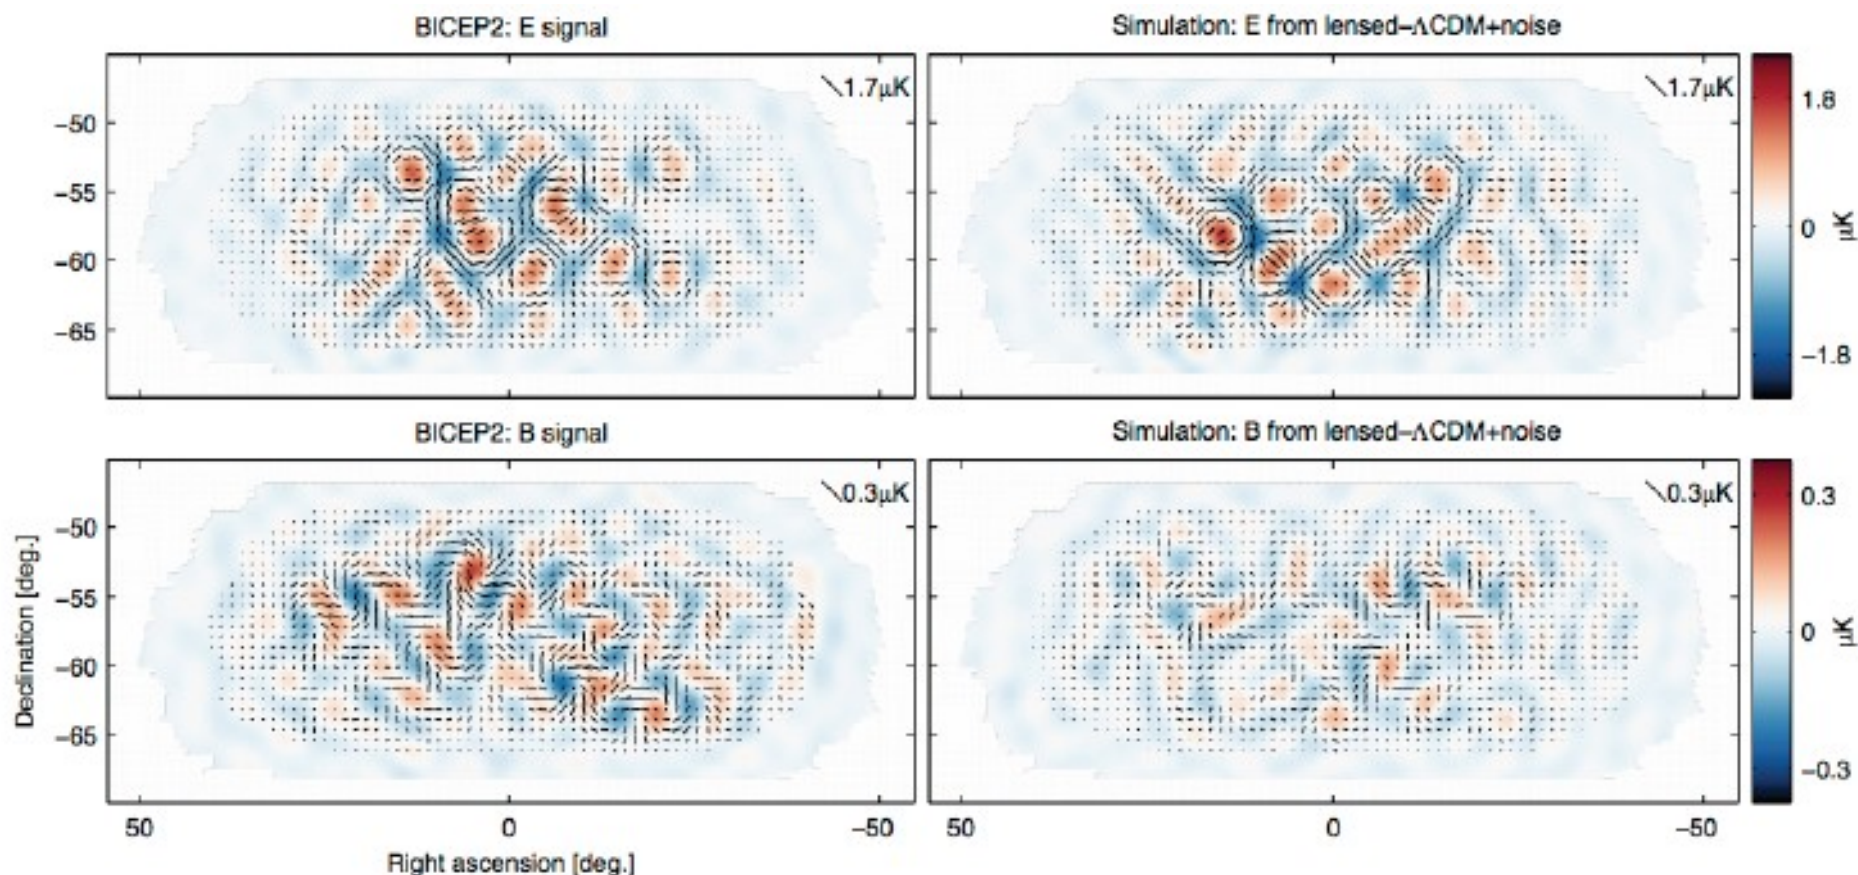 BICEP2: E signal
Simulation: E from lensed−ΛCDM+noise
1.7μK
1.7μK
−50
−55
−60
−65
1.8
0
−1.8
μK
BICEP2: B signal
Simulation: B from lensed−ΛCDM+noise
0.3μK
0.3μK
−50
−55
−60
−65
Declination [deg.]
0.3
0
−0.3
μK
50
0
−50
50
0
−50
Right ascension [deg.]